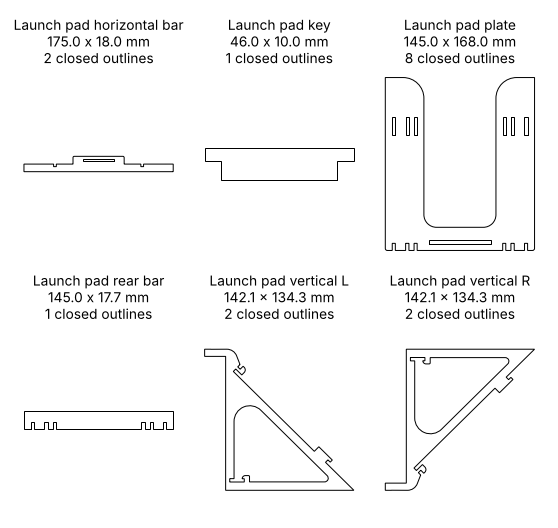 Launch pad horizontal bar
175.0 x 18.0 mm
2 closed outlines
Launch pad key
46.0 x 10.0 mm
1 closed outlines
Launch pad plate
145.0 x 168.0 mm
8 closed outlines
Launch pad rear bar
145.0 x 17.7 mm
1 closed outlines
Launch pad vertical L
142.1 × 134.3 mm
2 closed outlines
Launch pad vertical R
142.1 × 134.3 mm
2 closed outlines